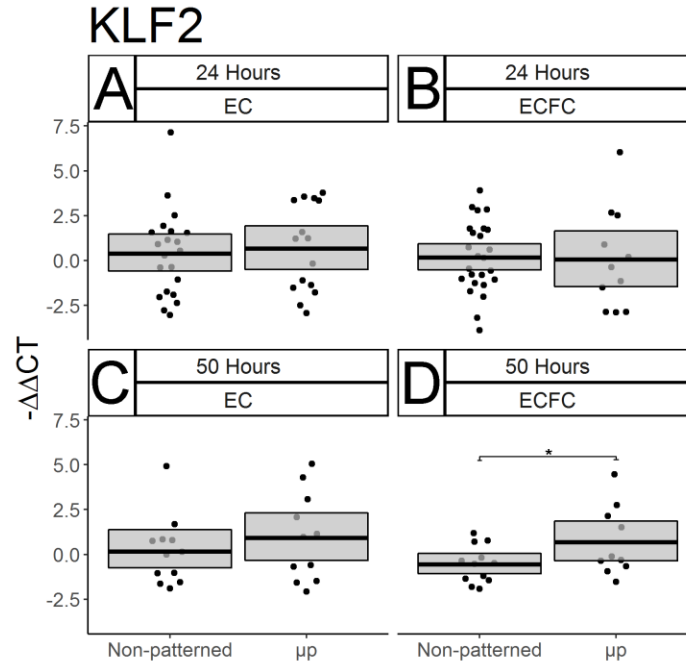 KLF2
A
24 Hours
EC
B
24 Hours
ECFC
7.5
5.0
2.5
0.0
-2.5
C
50 Hours
EC
D
50 Hours
ECFC
-ΔΔCT
7.5
5.0
2.5
0.0
-2.5
*
Non-patterned
μp
Non-patterned
μp